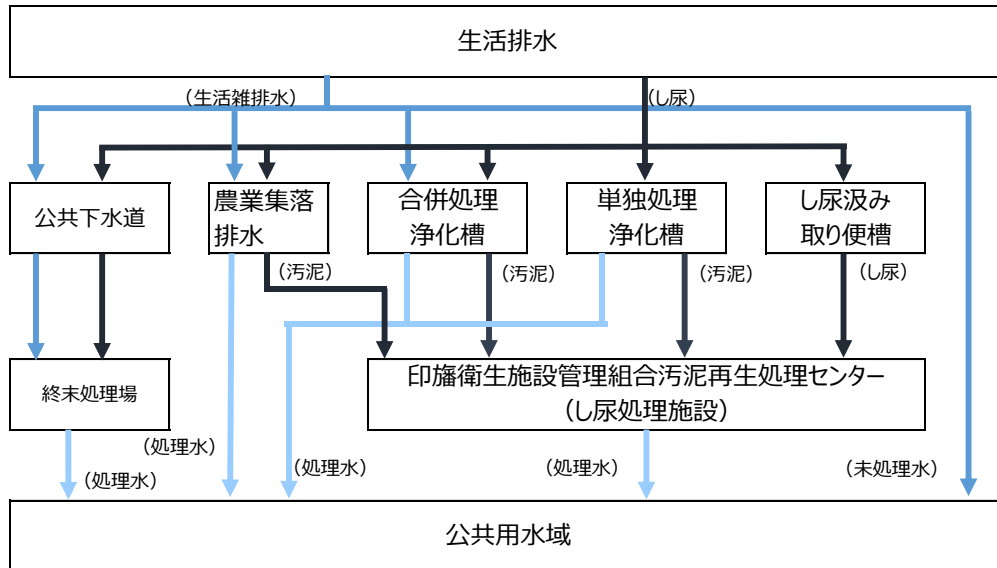 生活排水
（生活雑排水）
（し尿）
公共下水道
農業集落
排水
合併処理
浄化槽
単独処理
浄化槽
し尿汲み
取り便槽
（汚泥）
（汚泥）
（汚泥）
（し尿）
終末処理場
印旛衛生施設管理組合汚泥再生処理センター
（し尿処理施設）
（処理水）
（処理水）
（処理水）
（処理水）
（未処理水）
公共用水域